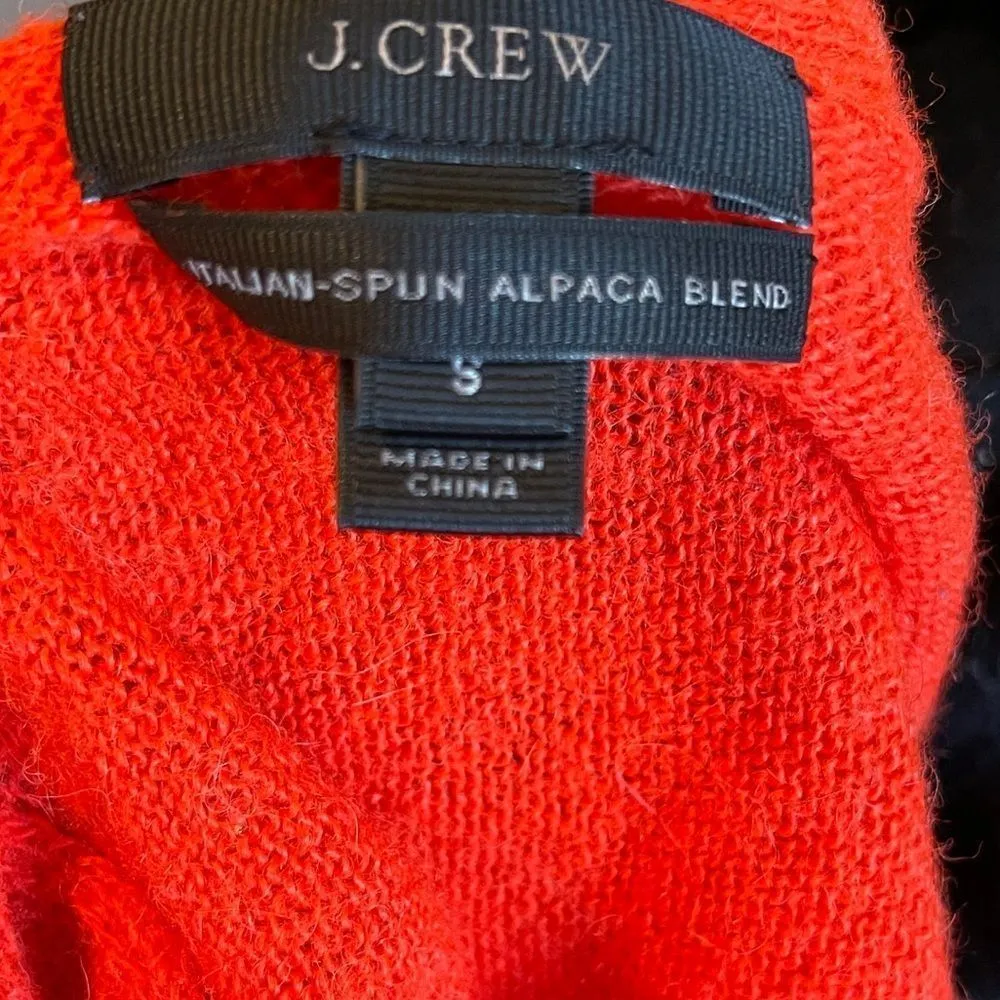 J.CREW
ITALIAN-SPUN ALPACA BLEND
S
MADE IN
CHINA